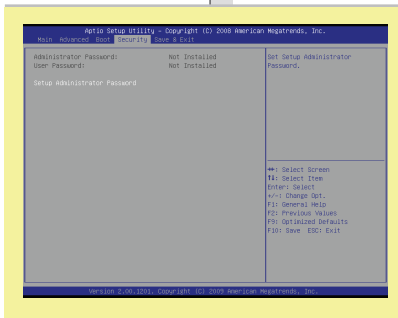 Aptio Setup Utility - Copyright (C) 2008 American Megatrends, Inc.
Main Advanced Boot Security Save & Exit
Administrator Password: Not Installed
User Password: Not Installed
Setup Administrator Password
Set Setup Administrator
Password.
↔: Select Screen
↑↓: Select Item
Enter: Select
+/-: Change Opt.
F1: General Help
F2: Previous Values
F9: Optimized Defaults
F10: Save ESC: Exit
Version 2.00.1201. Copyright (C) 2009 American Megatrends, Inc.